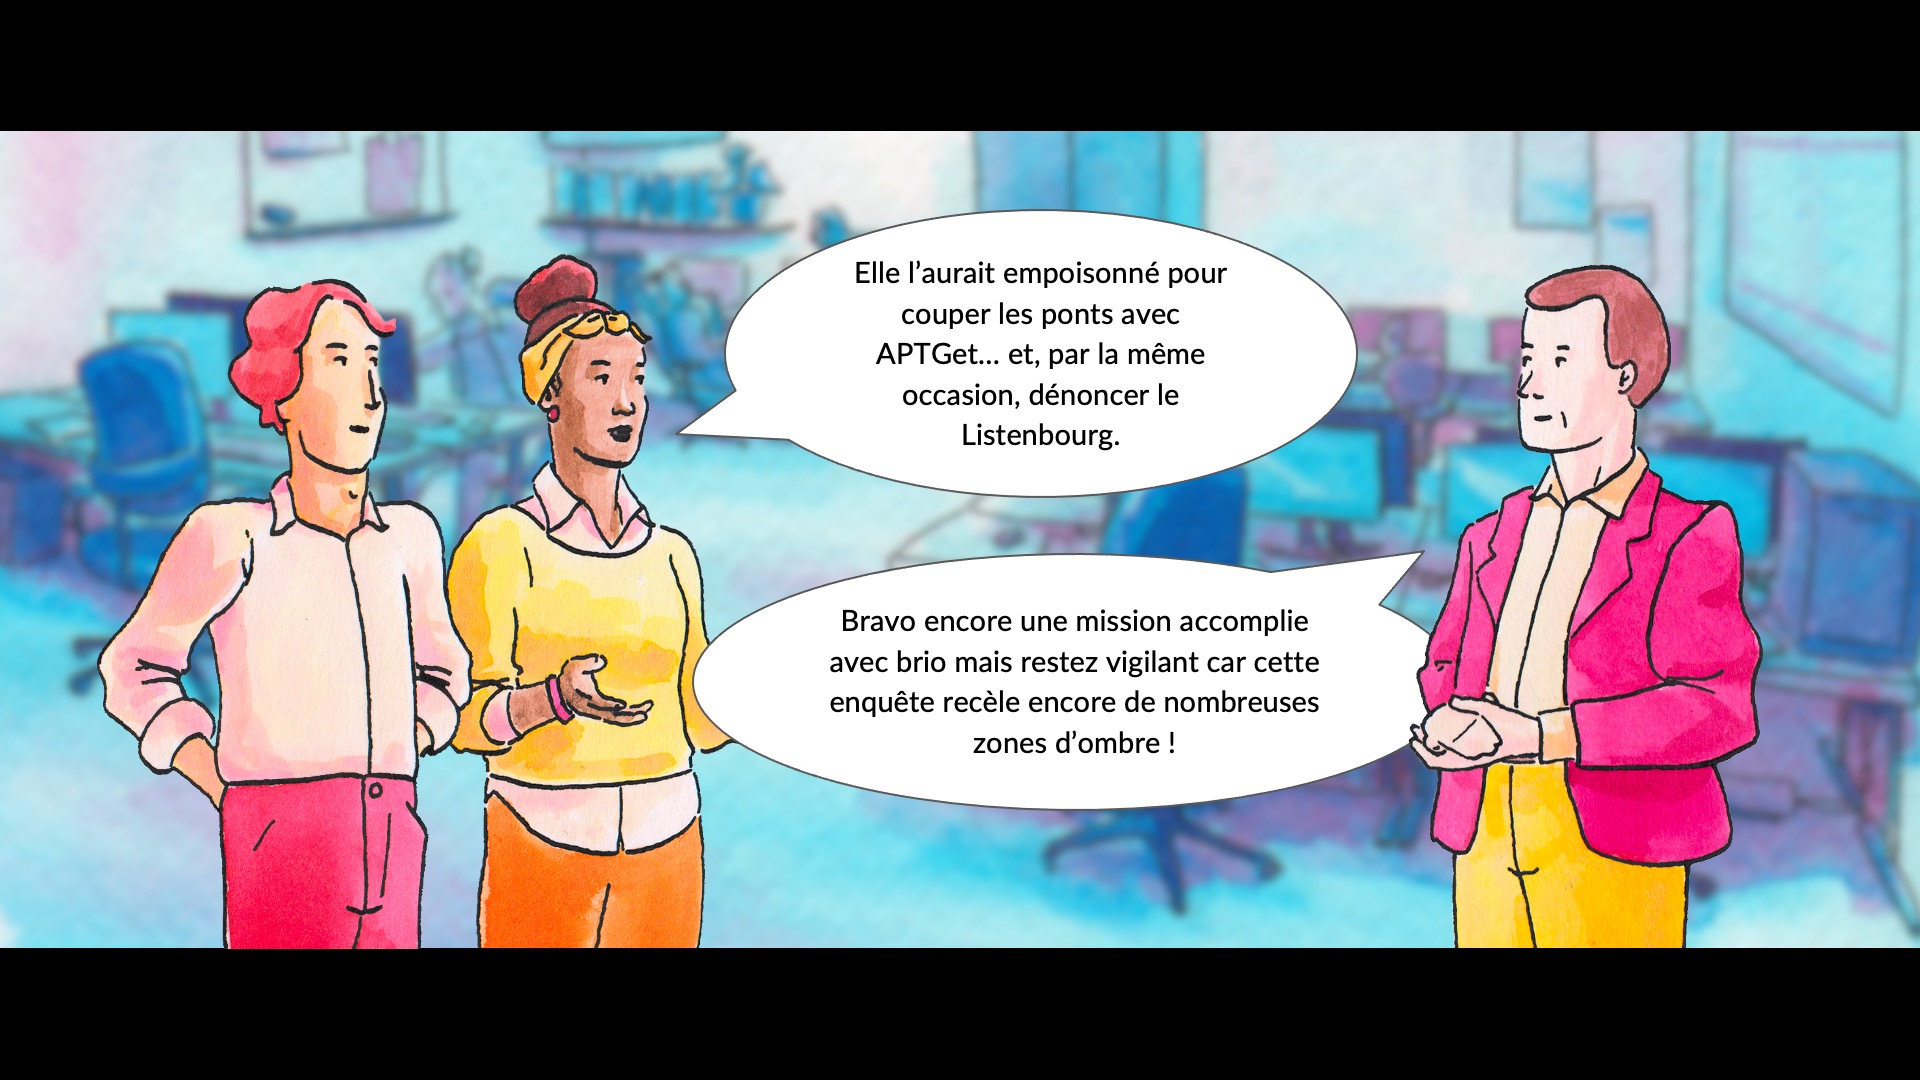 Elle l’aurait empoisonné pour
couper les ponts avec
APTGet... et, par la même
occasion, dénoncer le
Listenbourg.
Bravo encore une mission accomplie
avec brio mais restez vigilant car cette
enquête recèle encore de nombreuses
zones d’ombre !